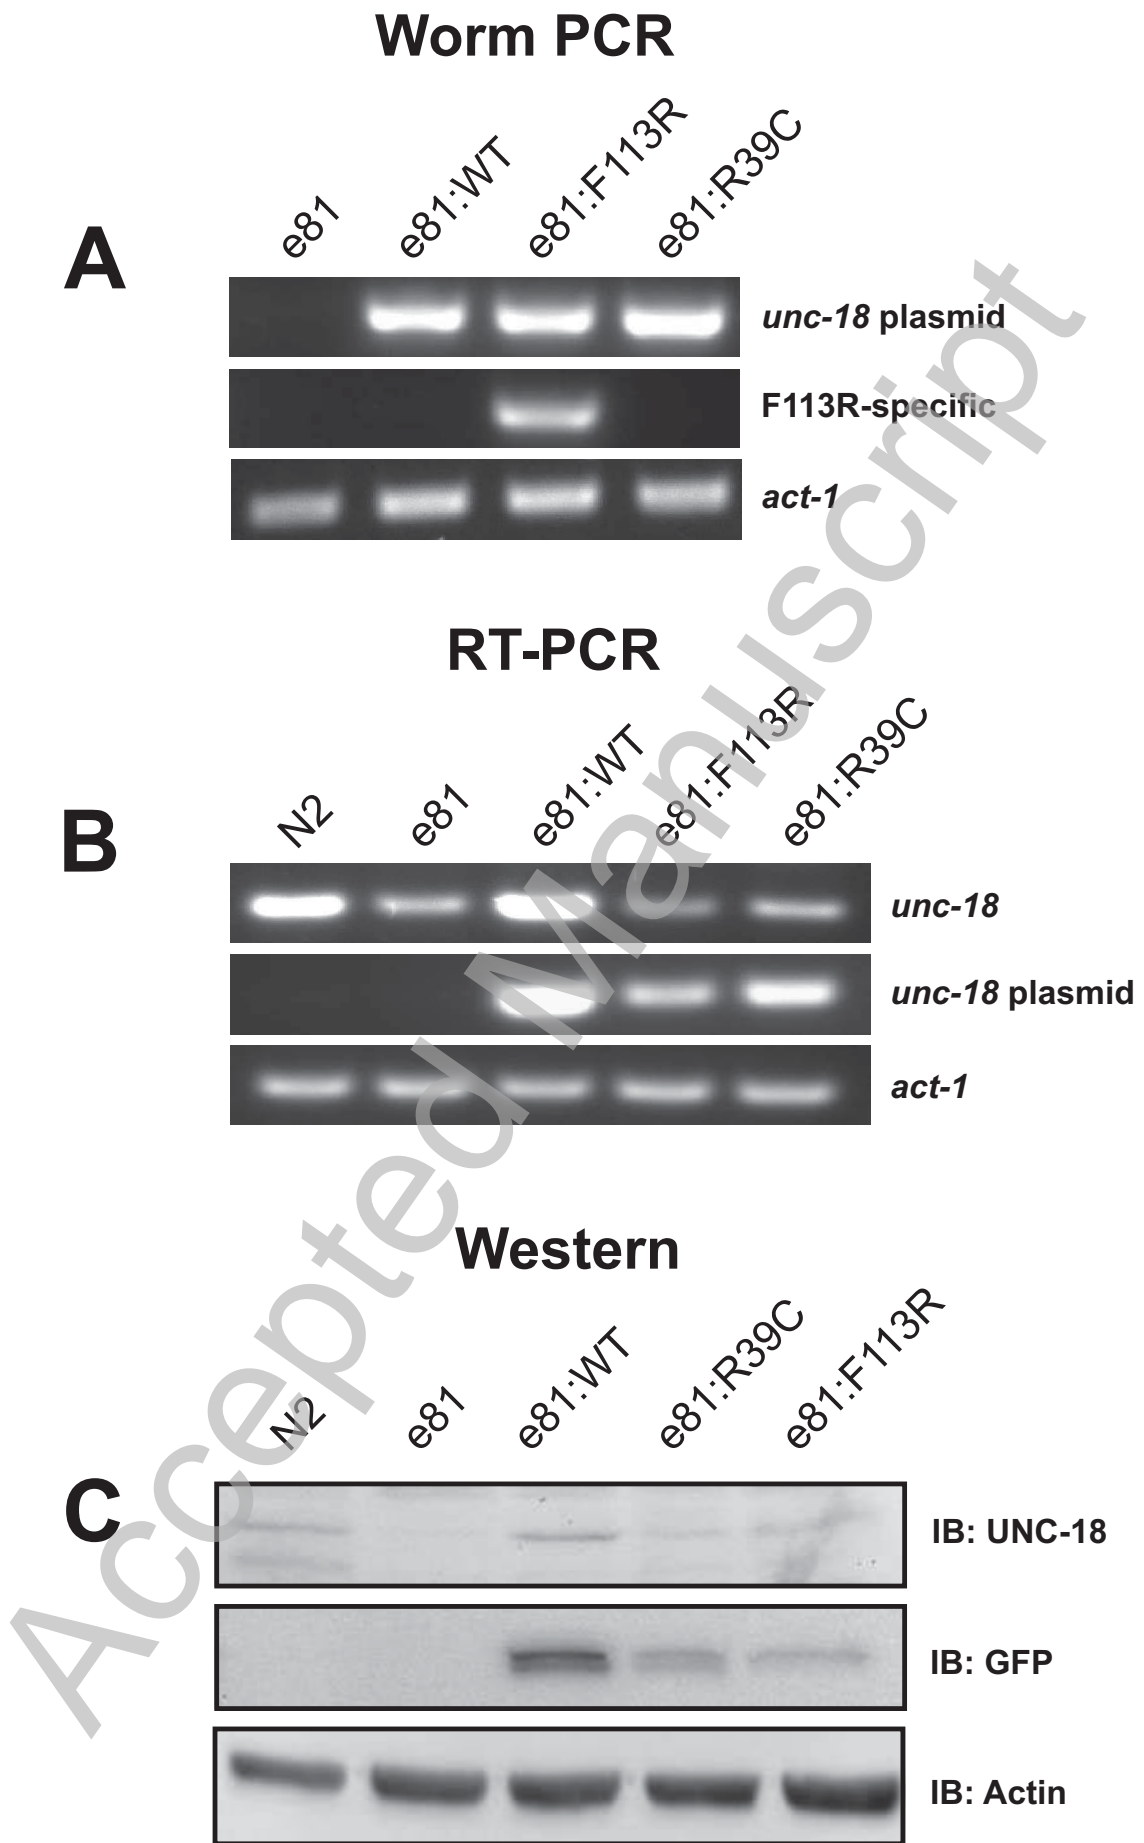 Worm PCR
A
e81
e81:WT
e81:F113R
e81:R39C
unc-18 plasmid
F113R-specific
act-1
RT-PCR
B
N2
e81
e81:WT
e81:F113R
e81:R39C
unc-18
unc-18 plasmid
act-1
Western
C
N2
e81
e81:WT
e81:R39C
e81:F113R
IB: UNC-18
IB: GFP
IB: Actin
Accepted Manuscript